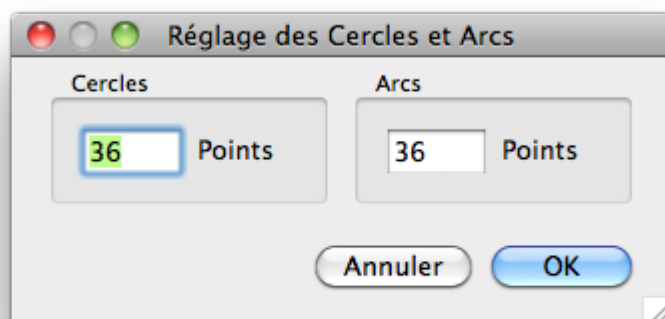 Réglage des Cercles et Arcs
Cercles Arcs
36 Points 36 Points
Annuler OK